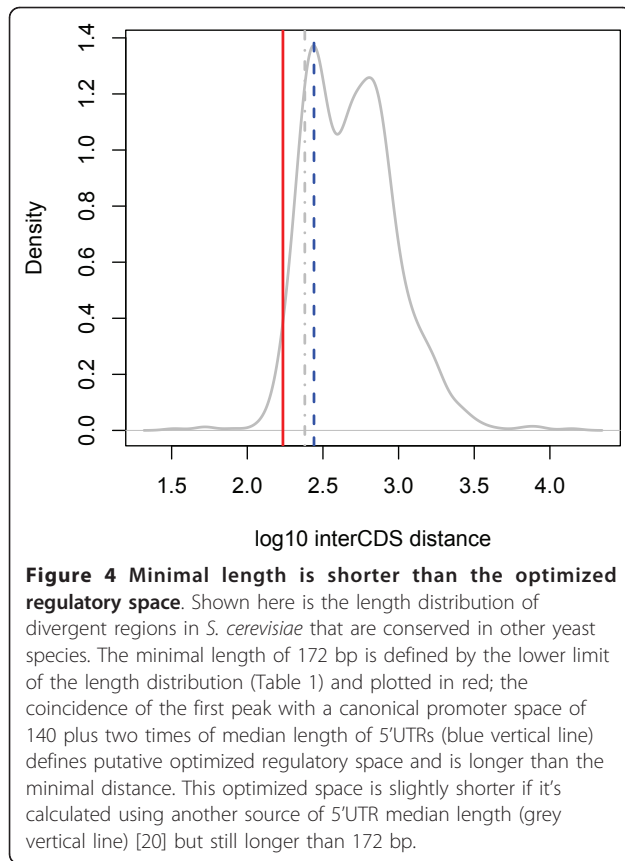 1.4
1.2
1.0
0.8
0.6
0.4
0.2
0.0
Density
1.5 2.0 2.5 3.0 3.5 4.0
log10 interCDS distance
Figure 4 Minimal length is shorter than the optimized
regulatory space. Shown here is the length distribution of
divergent regions in S. cerevisiae that are conserved in other yeast
species. The minimal length of 172 bp is defined by the lower limit
of the length distribution (Table 1) and plotted in red; the
coincidence of the first peak with a canonical promoter space of
140 plus two times of median length of 5'UTRs (blue vertical line)
defines putative optimized regulatory space and is longer than the
minimal distance. This optimized space is slightly shorter if it's
calculated using another source of 5'UTR median length (grey
vertical line) [20] but still longer than 172 bp.